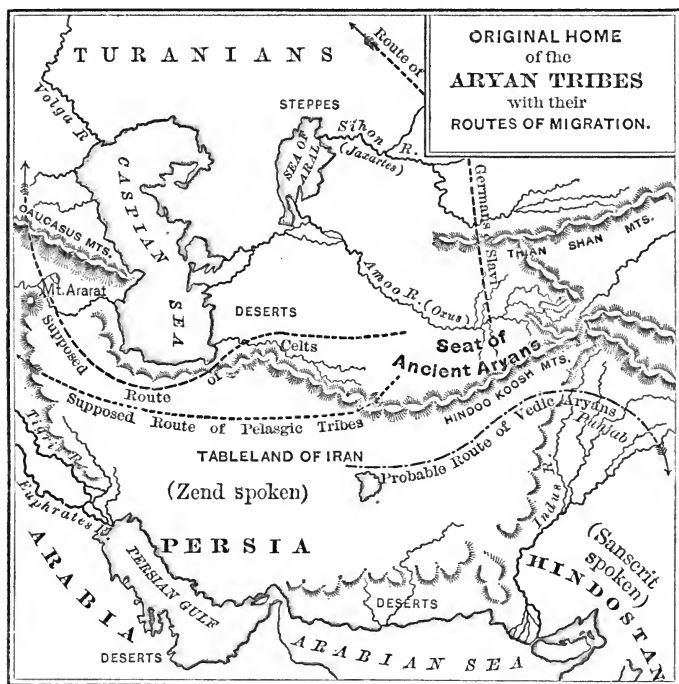 ORIGINAL HOME
of the
ARYAN TRIBES
with their
ROUTES OF MIGRATION.
TURANIANS
Route of
Germans & Slavi
Volga R.
STEPPES
SEA OF ARAL
Sihon R.
(Jaxartes)
CASPIAN SEA
CAUCASUS MTS.
THIAN SHAN MTS.
Mt. Ararat
Amoo R. (Oxus)
DESERTS
Supposed Route of Celts
Seat of
Ancient Aryans
HINDOO KOOSH MTS.
Supposed Route of Pelasgic Tribes
Probable Route of Vedic Aryans
Punjab
TABLELAND OF IRAN
(Zend spoken)
Tigris R.
Euphrates R.
Indus R.
PERSIA
ARABIA
PERSIAN GULF
(Sanscrit
spoken)
HINDOSTAN
DESERTS
DESERTS
ARABIAN SEA